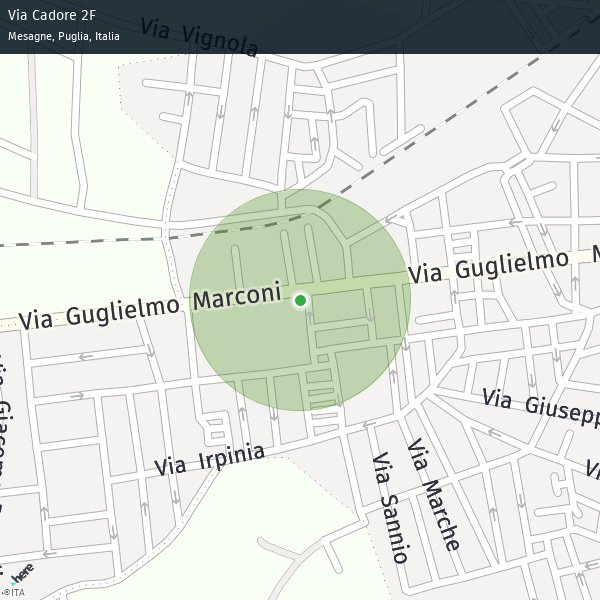 Via Cadore 2F
Mesagne, Puglia, Italia
Via Vignola
Via Guglielmo
Via Guglielmo Marconi
Via Giusepp
Via Irpinia
Via Marche
Via Sannio
Via Giacom
here
©ITA